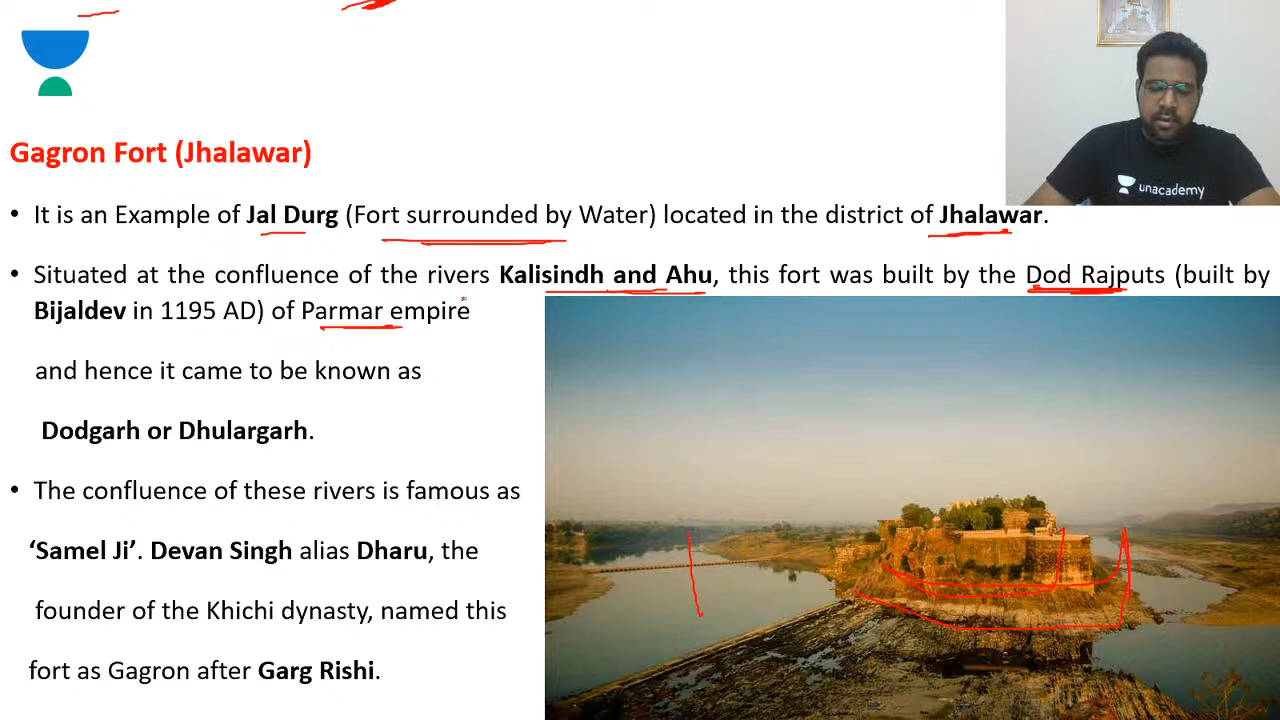 unacademy
Gagron Fort (Jhalawar)
• It is an Example of Jal Durg (Fort surrounded by Water) located in the district of Jhalawar.
• Situated at the confluence of the rivers Kalisindh and Ahu, this fort was built by the Dod Rajputs (built by
Bijaldev in 1195 AD) of Parmar empire
and hence it came to be known as
Dodgarh or Dhulargarh.
• The confluence of these rivers is famous as
‘Samel Ji’. Devan Singh alias Dharu, the
founder of the Khichi dynasty, named this
fort as Gagron after Garg Rishi.